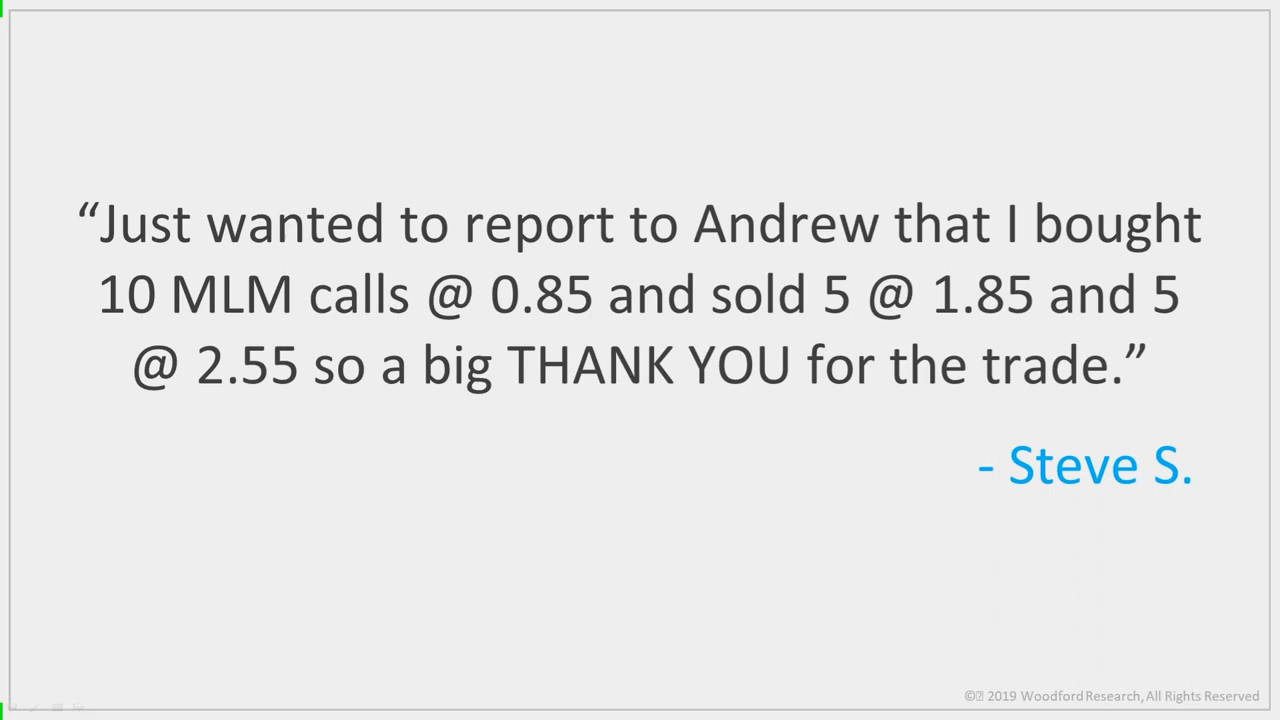 “Just wanted to report to Andrew that I bought
10 MLM calls @ 0.85 and sold 5 @ 1.85 and 5
@ 2.55 so a big THANK YOU for the trade.”
- Steve S.
© 2019 Woodford Research, All Rights Reserved